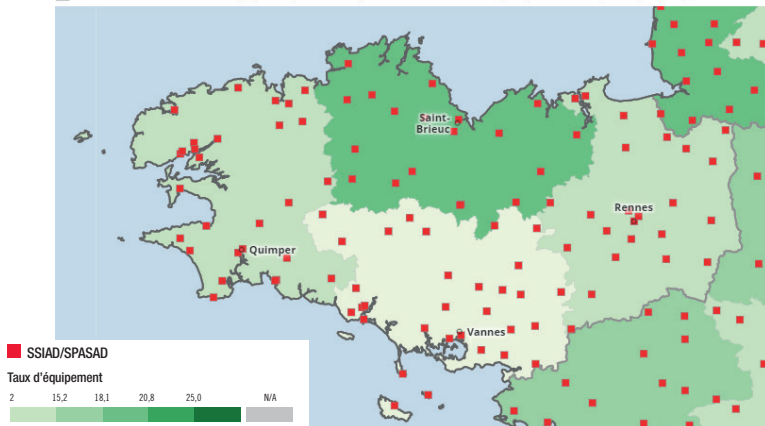 Saint-
Brieuc
Rennes
Quimper
Vannes
SSIAD/SPASAD
Taux d'équipement
2 15,2 18,1 20,8 25,0 N/A